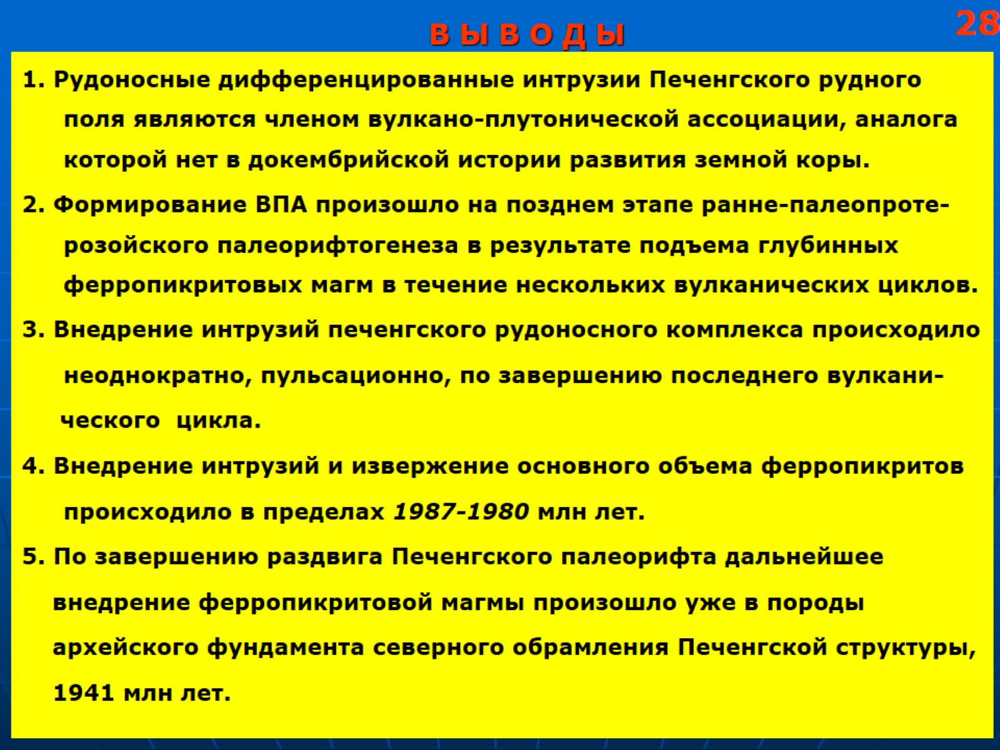 28
В Ы В О Д Ы
1. Рудоносные дифференцированные интрузии Печенгского рудного
поля являются членом вулкано-плутонической ассоциации, аналога
которой нет в докембрийской истории развития земной коры.
2. Формирование ВПА произошло на позднем этапе ранне-палеопроте-
розойского палеорифтогенеза в результате подъема глубинных
ферропикритовых магм в течение нескольких вулканических циклов.
3. Внедрение интрузий печенгского рудоносного комплекса происходило
неоднократно, пульсационно, по завершению последнего вулкани-
ческого цикла.
4. Внедрение интрузий и извержение основного объема ферропикритов
происходило в пределах 1987-1980 млн лет.
5. По завершению раздвига Печенгского палеорифта дальнейшее
внедрение ферропикритовой магмы произошло уже в породы
архейского фундамента северного обрамления Печенгской структуры,
1941 млн лет.